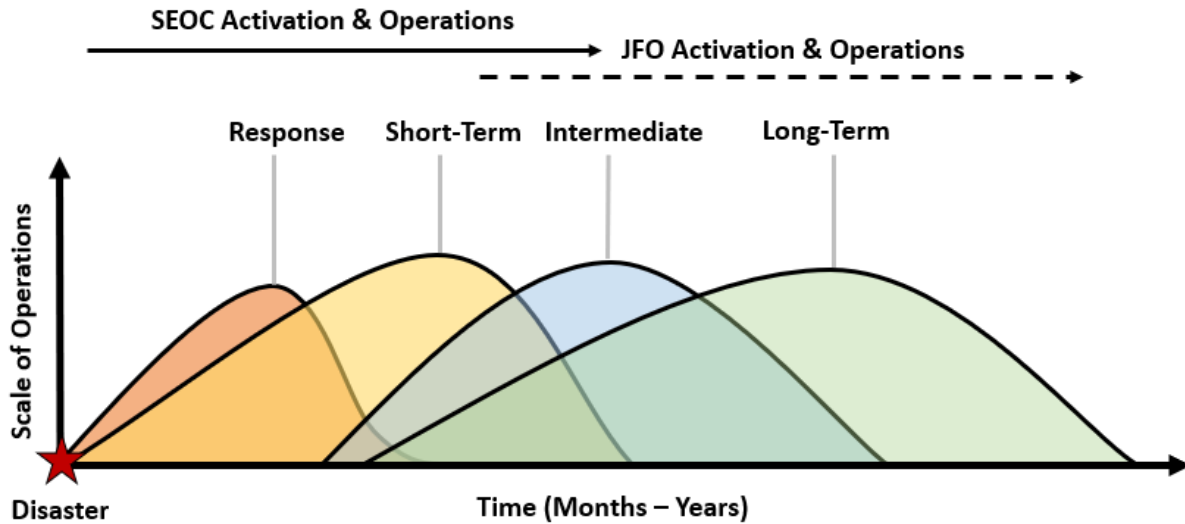 SEOC Activation & Operations
JFO Activation & Operations
Response
Short-Term
Intermediate
Long-Term
Scale of Operations
Disaster
Time (Months – Years)